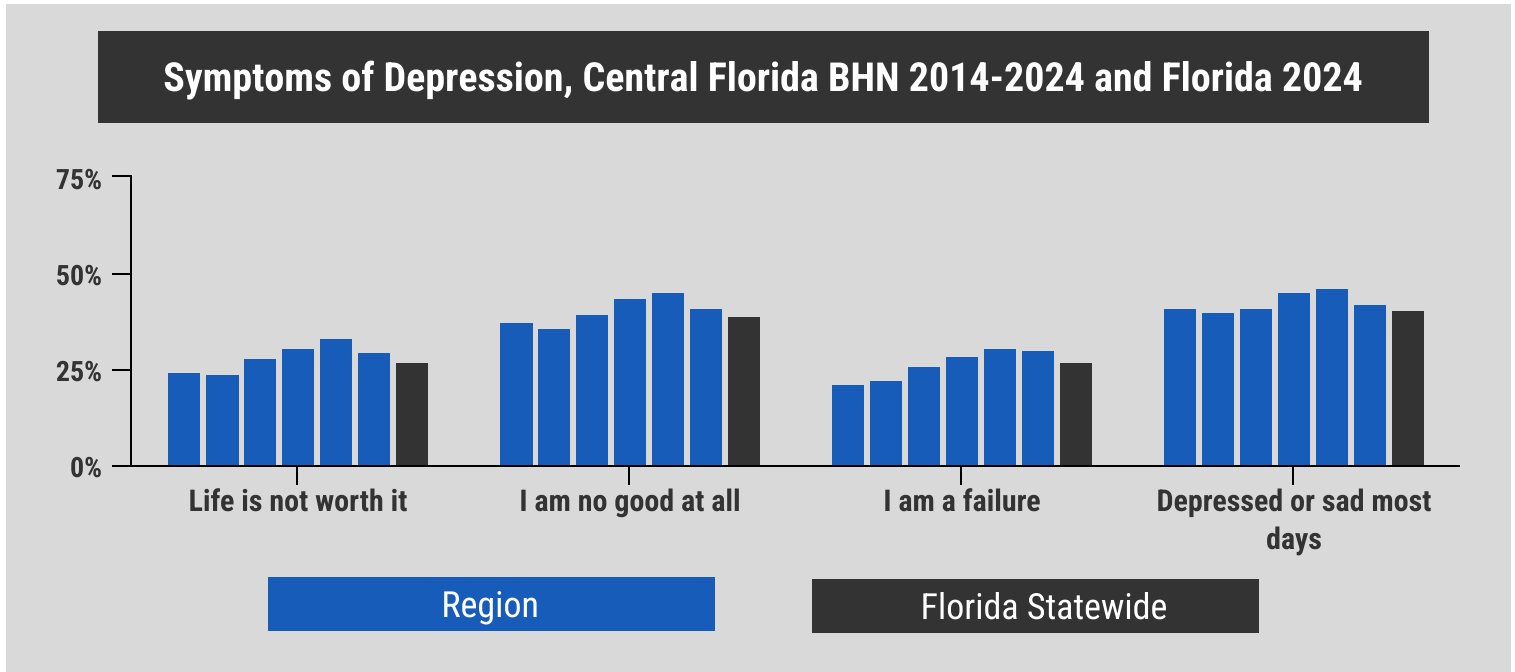 Symptoms of Depression, Central Florida BHN 2014-2024 and Florida 2024
75%
50%
25%
0%
Life is not worth it
I am no good at all
I am a failure
Depressed or sad most
days
Region
Florida Statewide